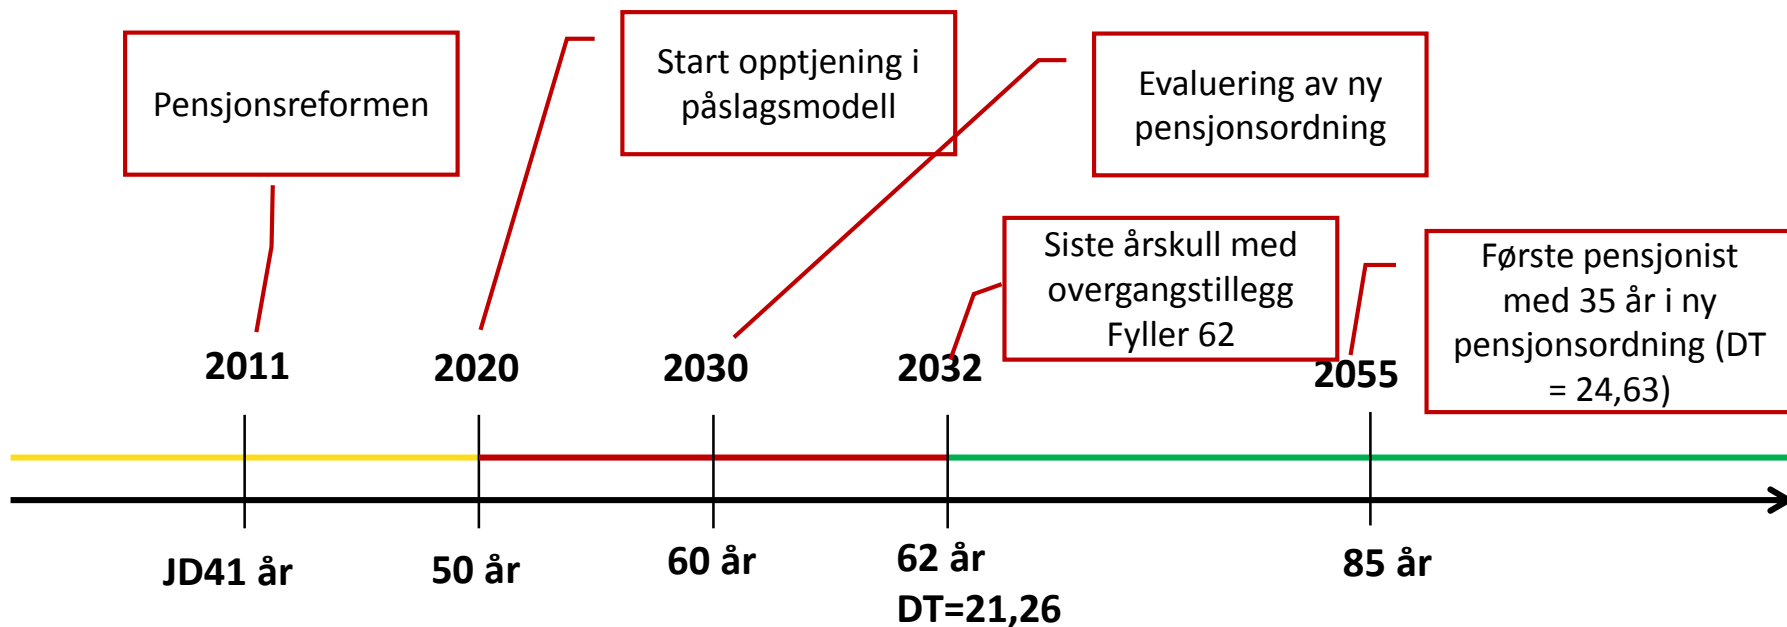 Pensjonsreformen
Start opptjening i
påslagsmodell
Evaluering av ny
pensjonsordning
Siste årskull med
overgangstillegg
Fyller 62
Første pensjonist
med 35 år i ny
pensjonsordning (DT
= 24,63)
2011
2020
2030
2032
2055
JD41 år
50 år
60 år
62 år
DT=21,26
85 år